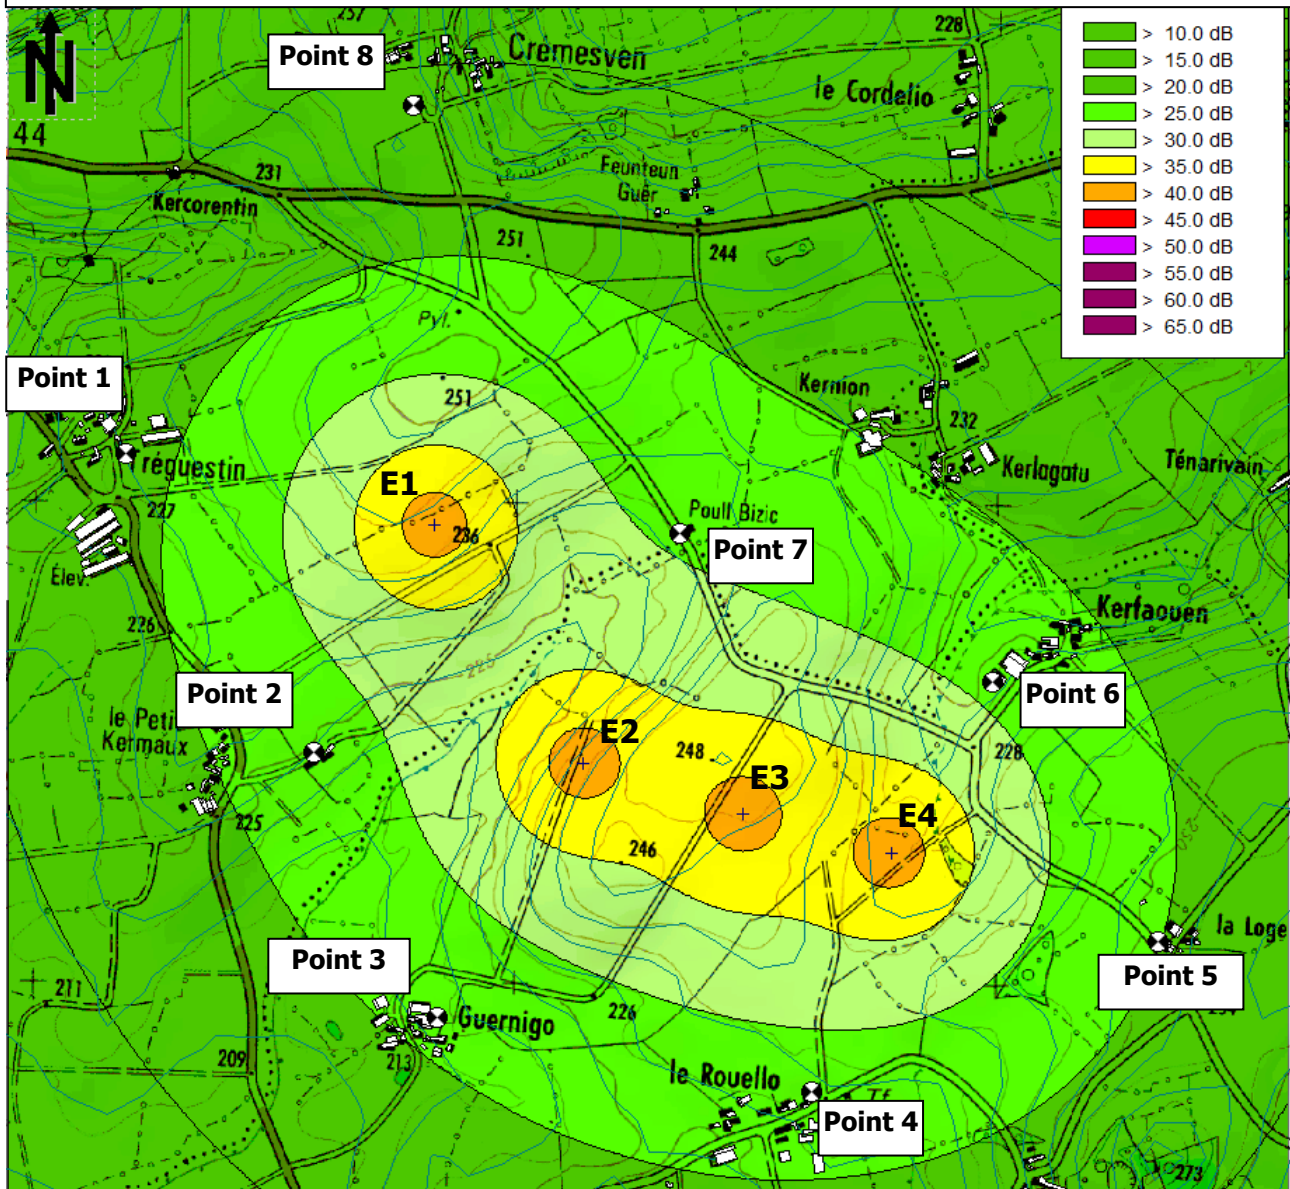 N
257
Point 8
Crémesven
228
le Cordelio
> 10.0 dB
> 15.0 dB
> 20.0 dB
> 25.0 dB
> 30.0 dB
> 35.0 dB
> 40.0 dB
> 45.0 dB
> 50.0 dB
> 55.0 dB
> 60.0 dB
> 65.0 dB
44
231
Kercorentin
Feunteun
Guer
251
244
Pyl.
Point 1
251
Kernion
232
Tréguestin
E1
Kerlagatu
Ténarivain
227
236
Poull Bizic
Point 7
Élev.
226
Kerfaouen
Point 2
Point 6
le Petit
Kermaux
E2
248
E3
228
225
246
E4
Point 3
la Loge
Point 5
211
226
Guernigo
213
209
le Rouello
Tf.
Point 4
273